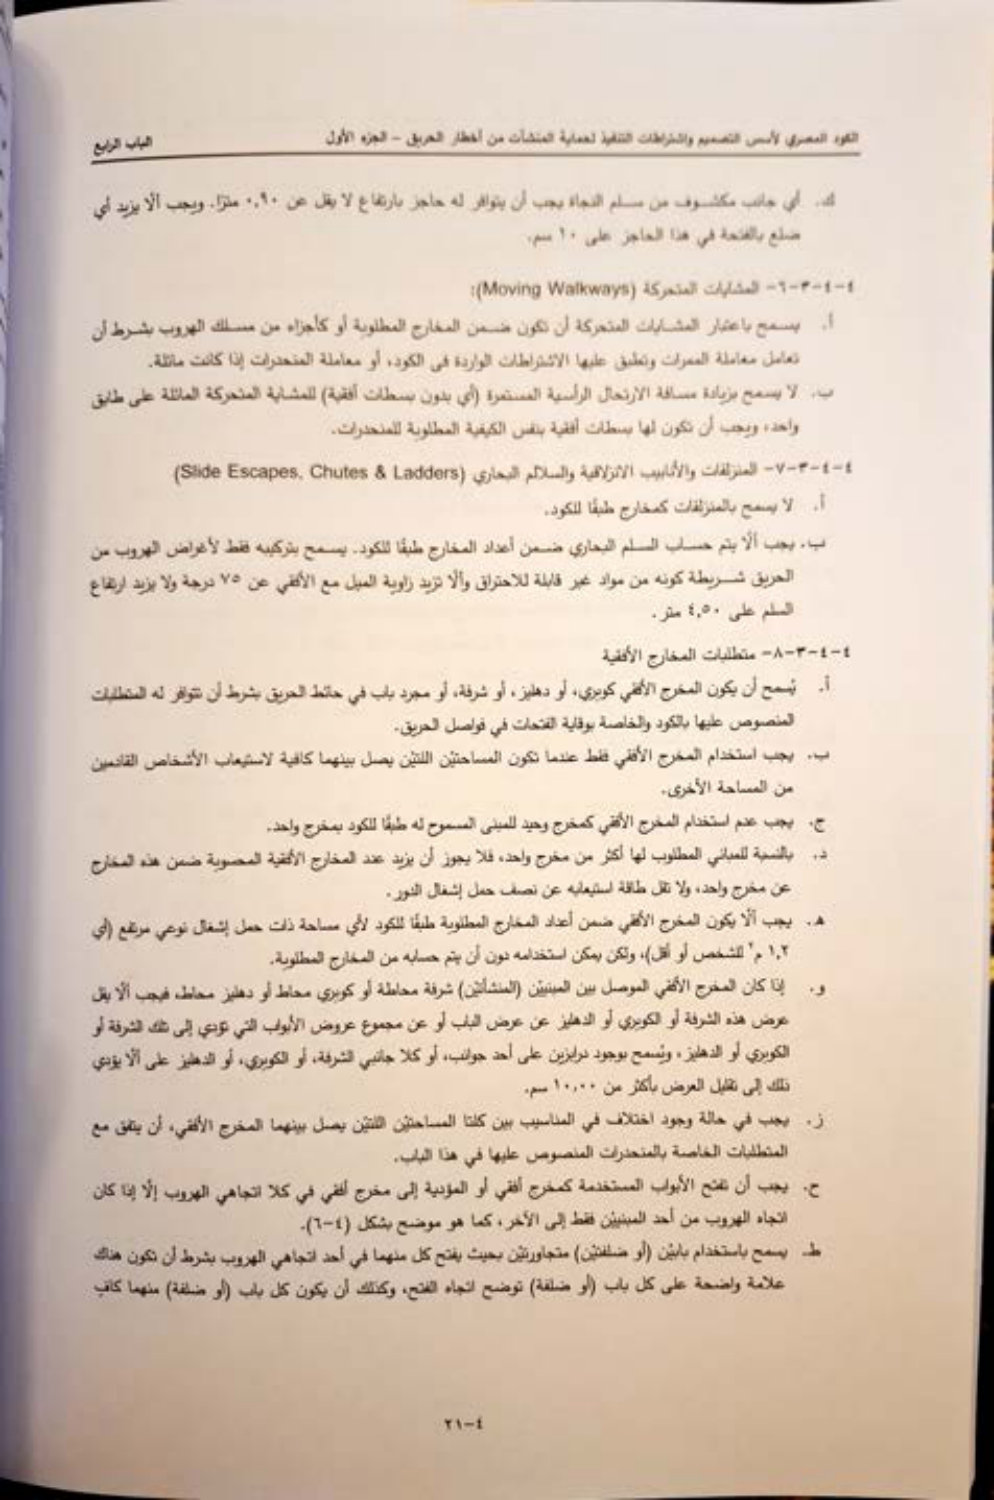 الكود المصري لأسس التصميم واشتراطات التنفيذ لحماية المنشآت من أخطار الحريق – الجزء الأول
الباب الرابع
ك. أي جانب مكشوف من سلم النجاة يجب أن يتوافر له حاجز بارتفاع لا يقل عن ٠,٩٠ مترًا. ويجب ألا يزيد أي
ضلع بالفتحة في هذا الحاجز على ١٠ سم.
٤-٤-٣-٦- المشايات المتحركة (Moving Walkways):
أ. يسمح باعتبار المشايات المتحركة أن تكون ضمن المخارج المطلوبة أو كأجزاء من مسلك الهروب بشرط أن
تعامل معاملة الممرات وتطبق عليها الاشتراطات الواردة فى الكود، أو معاملة المنحدرات إذا كانت مائلة.
ب. لا يسمح بزيادة مسافة الارتحال الرأسية المستمرة (أي بدون بسطات أفقية) للمشاية المتحركة المائلة على طابق
واحد، ويجب أن تكون لها بسطات أفقية بنفس الكيفية المطلوبة للمنحدرات.
٤-٤-٣-٧- المنزلقات والأنابيب الانزلاقية والسلالم البحاري (Slide Escapes, Chutes & Ladders)
أ. لا يسمح بالمنزلقات كمخارج طبقًا للكود.
ب. يجب ألّا يتم حساب السلم البحاري ضمن أعداد المخارج طبقًا للكود. يسمح بتركيبه فقط لأغراض الهروب من
الحريق شريطة كونه من مواد غير قابلة للاحتراق وألّا تزيد زاوية الميل مع الأفقي عن ٧٥ درجة ولا يزيد ارتفاع
السلم على ٤,٥٠ متر.
٤-٤-٣-٨- متطلبات المخارج الأفقية
أ. يُسمح أن يكون المخرج الأفقي كوبري، أو دهليز، أو شرفة، أو مجرد باب في حائط الحريق بشرط أن تتوافر له المتطلبات
المنصوص عليها بالكود والخاصة بوقاية الفتحات في فواصل الحريق.
ب. يجب استخدام المخرج الأفقي فقط عندما تكون المساحتيْن اللتيْن يصل بينهما كافية لاستيعاب الأشخاص القادمين
من المساحة الأخرى.
ج. يجب عدم استخدام المخرج الأفقي كمخرج وحيد للمبنى المسموح له طبقًا للكود بمخرج واحد.
د. بالنسبة للمباني المطلوب لها أكثر من مخرج واحد، فلا يجوز أن يزيد عدد المخارج الأفقية المحسوبة ضمن هذه المخارج
عن مخرج واحد، ولا تقل طاقة استيعابه عن نصف حمل إشغال الدور.
هـ. يجب ألّا يكون المخرج الأفقي ضمن أعداد المخارج المطلوبة طبقًا للكود لأي مساحة ذات حمل إشغال نوعي مرتفع (أي
١,٢ م٢ للشخص أو أقل)، ولكن يمكن استخدامه دون أن يتم حسابه من المخارج المطلوبة.
و. إذا كان المخرج الأفقي الموصل بين المبنييْن (المنشأتيْن) شرفة محاطة أو كوبري محاط أو دهليز محاط، فيجب ألّا يقل
عرض هذه الشرفة أو الكوبري أو الدهليز عن عرض الباب أو عن مجموع عروض الأبواب التي تؤدي إلى تلك الشرفة أو
الكوبري أو الدهليز، ويُسمح بوجود درابزين على أحد جوانب، أو كلا جانبي الشرفة، أو الكوبري، أو الدهليز على ألّا يؤدي
ذلك إلى تقليل العرض بأكثر من ١٠,٠٠ سم.
ز. يجب في حالة وجود اختلاف في المناسيب بين كلتا المساحتيْن اللتيْن يصل بينهما المخرج الأفقي، أن يتفق مع
المتطلبات الخاصة بالمنحدرات المنصوص عليها في هذا الباب.
ح. يجب أن تفتح الأبواب المستخدمة كمخرج أفقي أو المؤدية إلى مخرج أفقي في كلا اتجاهي الهروب إلّا إذا كان
اتجاه الهروب من أحد المبنييْن فقط إلى الآخر، كما هو موضح بشكل (٤-٦).
ط. يسمح باستخدام بابيْن (أو ضلفتيْن) متجاورتيْن بحيث يفتح كل منهما في أحد اتجاهي الهروب بشرط أن تكون هناك
علامة واضحة على كل باب (أو ضلفة) توضح اتجاه الفتح، وكذلك أن يكون كل باب (أو ضلفة) منهما كافٍ
٤-٢١